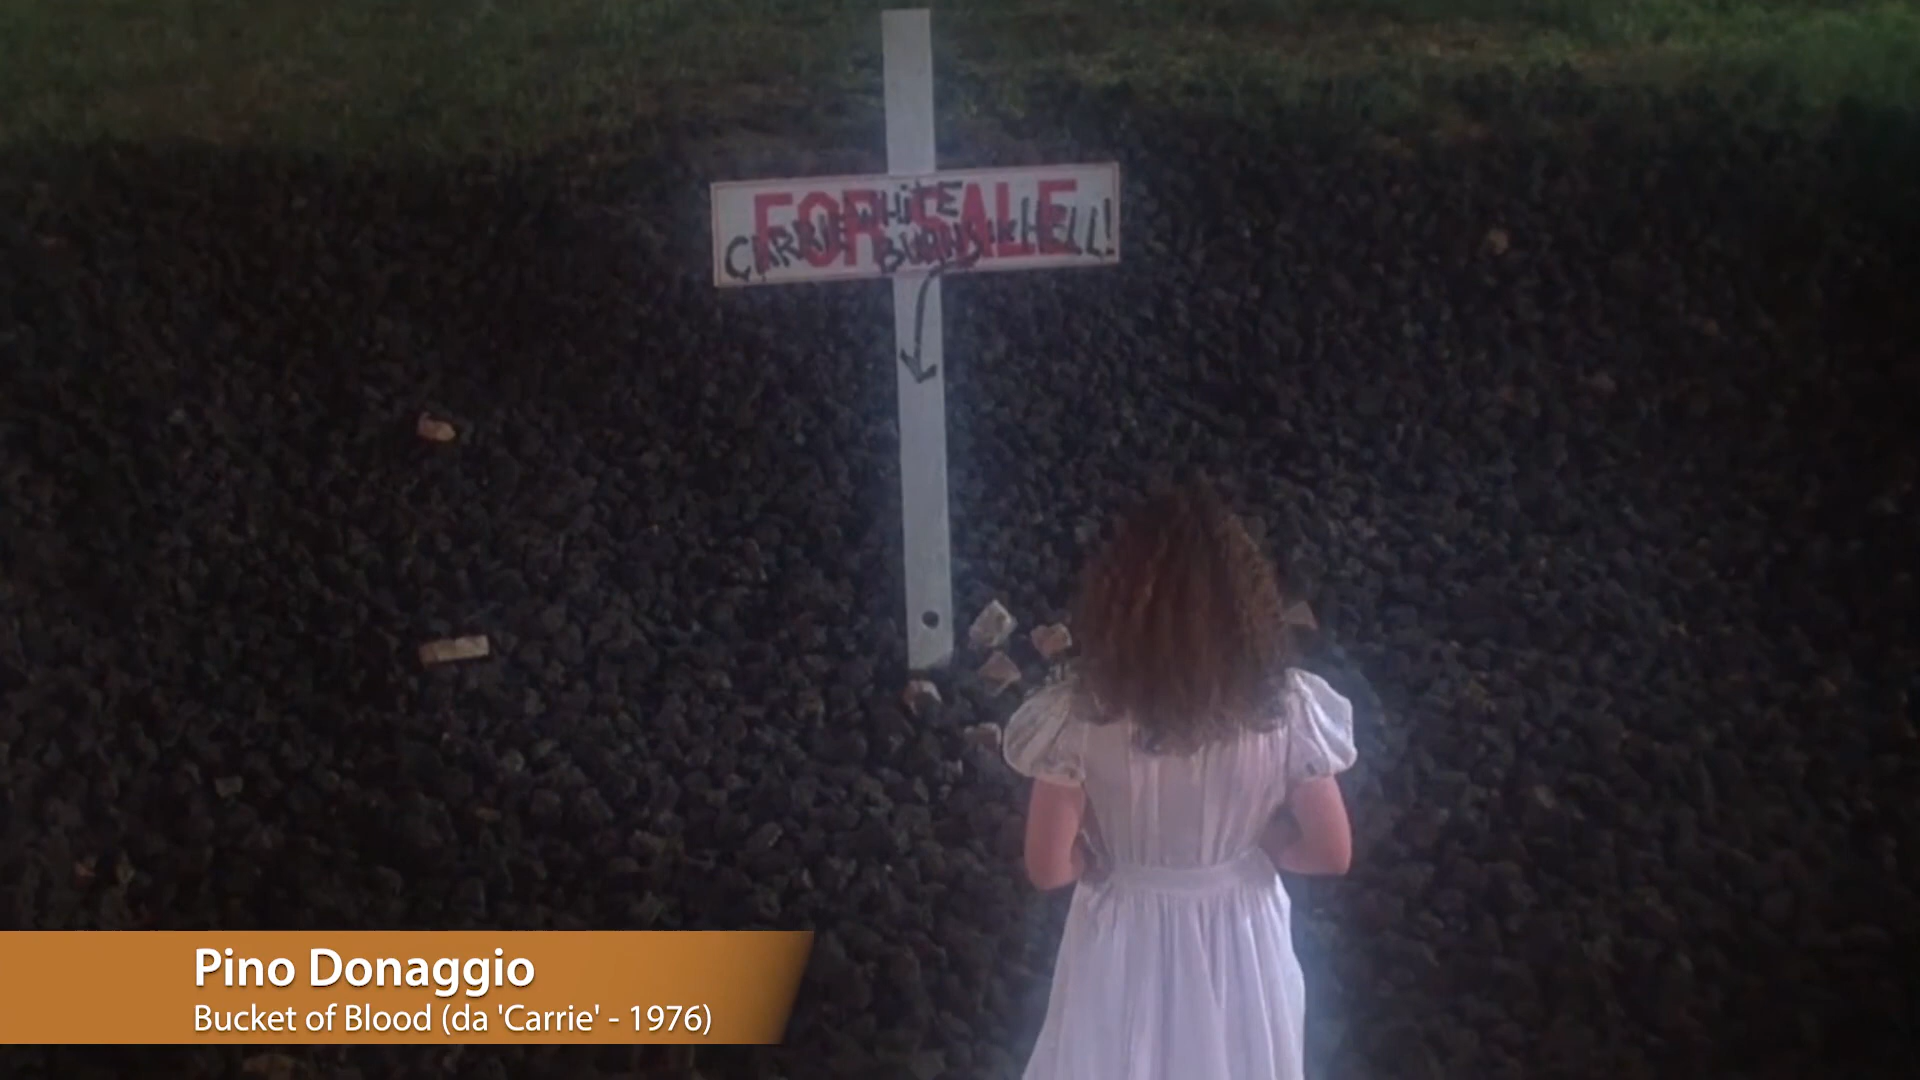 FOR SALE
CARRIE WHITE BURNS IN HELL!
Pino Donaggio
Bucket of Blood (da 'Carrie' - 1976)